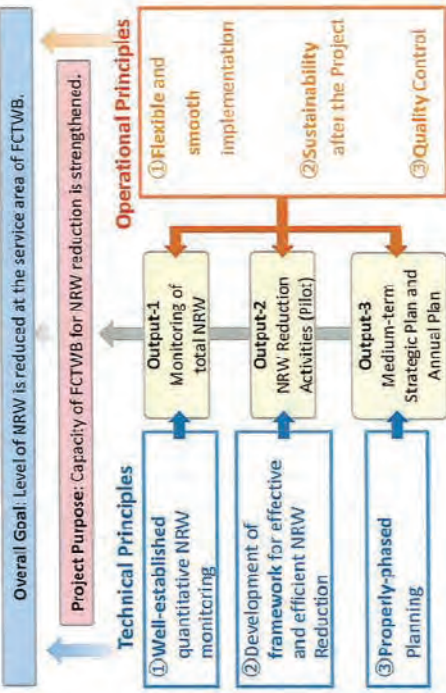 Overall Goal: Level of NRW is reduced at the service area of FCTWB.
Project Purpose: Capacity of FCTWB for NRW reduction is strengthened.
Technical Principles
①Well-established
quantitative NRW
monitoring
②Development of
framework for effective
and efficient NRW
Reduction
③Properly-phased
Planning
Output-1
Monitoring of
total NRW
Output-2
NRW Reduction
Activities (Pilot)
Output-3
Medium-term
Strategic Plan and
Annual Plan
Operational Principles
①Flexible and
smooth
implementation
②Sustainability
after the Project
③Quality Control